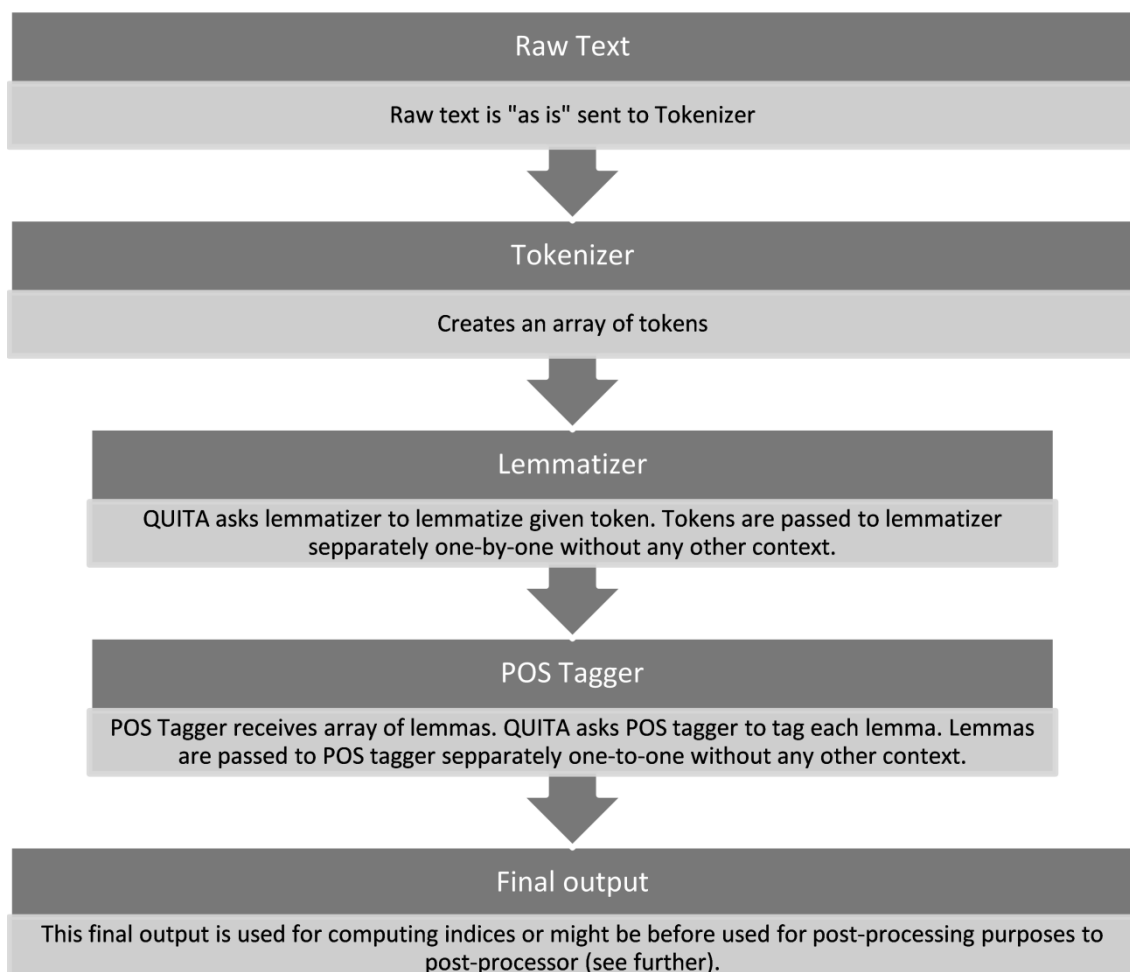 Raw Text
Raw text is "as is" sent to Tokenizer
Tokenizer
Creates an array of tokens
Lemmatizer
QUITA asks lemmatizer to lemmatize given token. Tokens are passed to lemmatizer
sepparately one-by-one without any other context.
POS Tagger
POS Tagger receives array of lemmas. QUITA asks POS tagger to tag each lemma. Lemmas
are passed to POS tagger sepparately one-to-one without any other context.
Final output
This final output is used for computing indices or might be before used for post-processing purposes to
post-processor (see further).